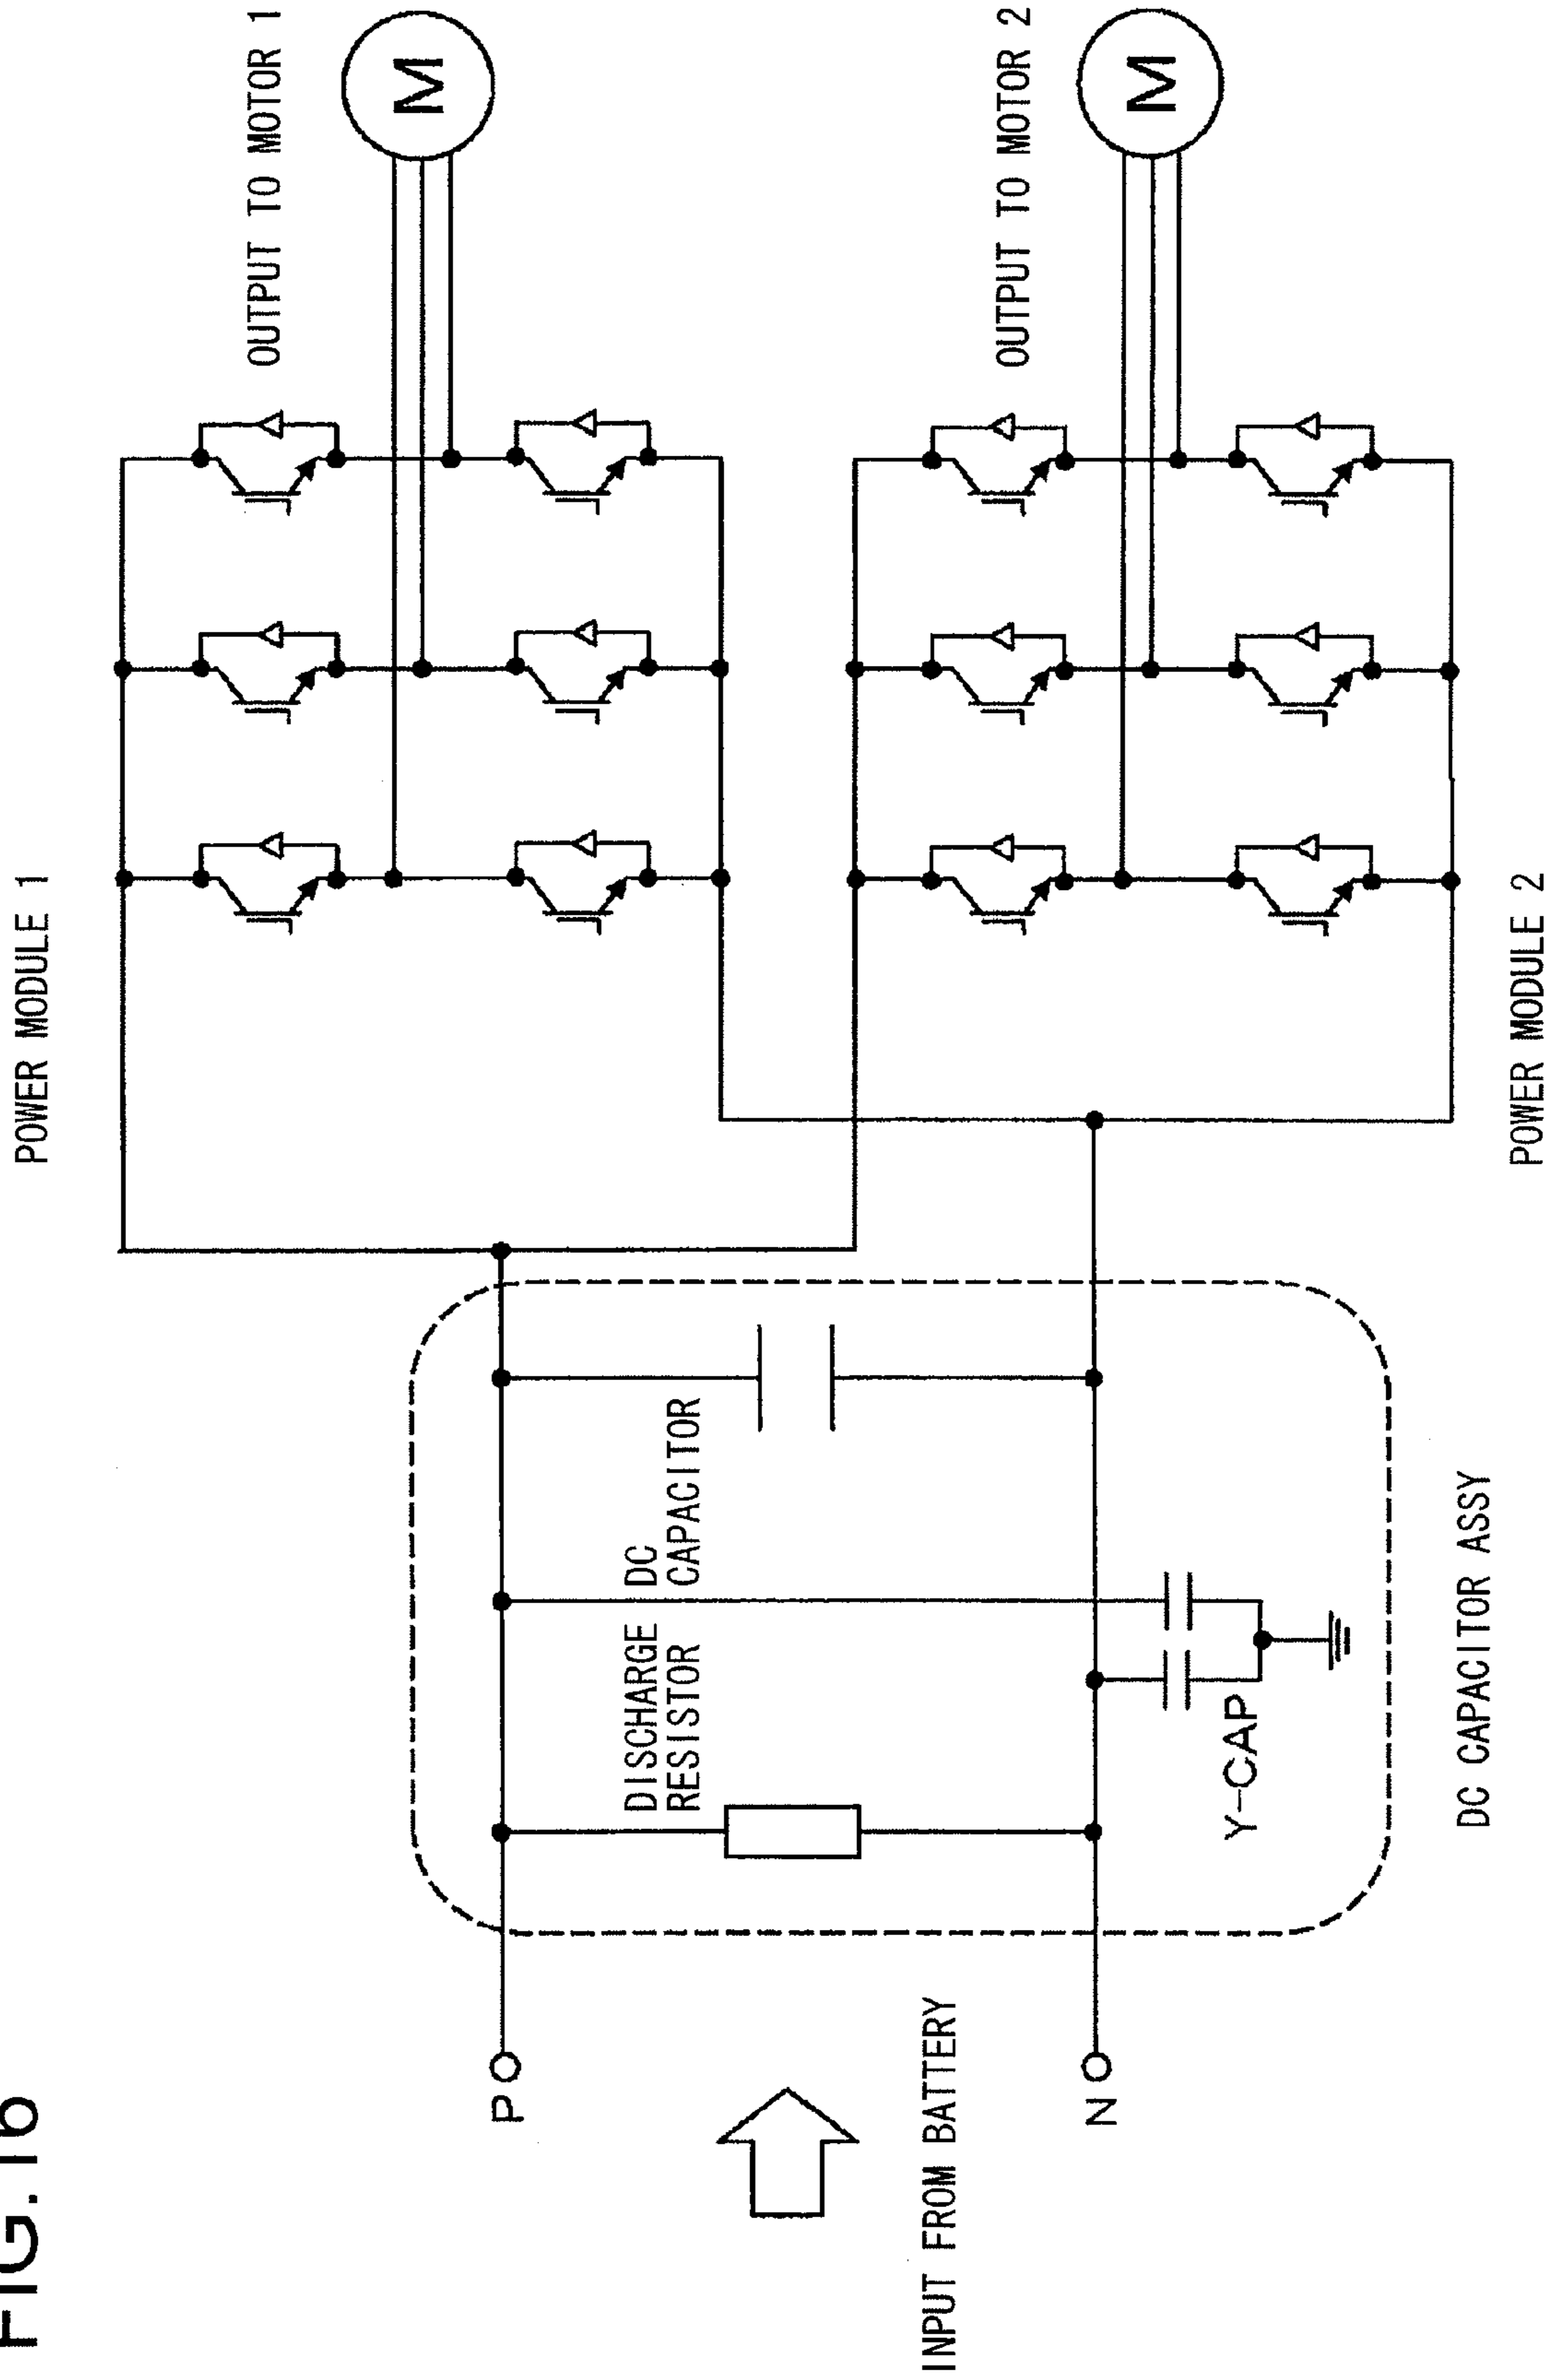 FIG.16
POWER MODULE 1
OUTPUT TO MOTOR 1
M
P
DISCHARGE
RESISTOR
DC
CAPACITOR
INPUT FROM BATTERY
OUTPUT TO MOTOR 2
M
N
Y-CAP
DC CAPACITOR ASSY
POWER MODULE 2